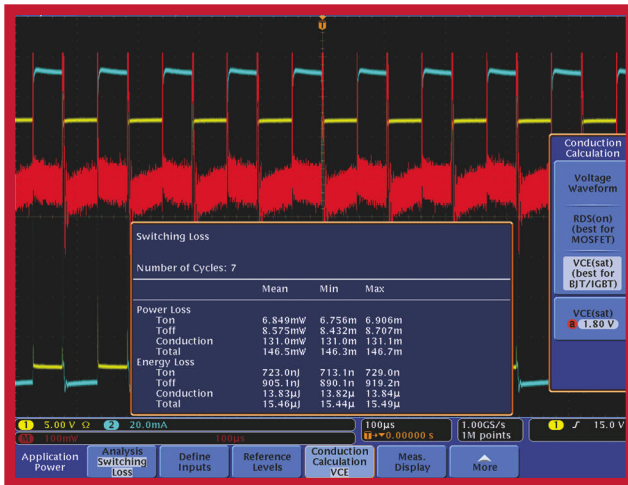 T
Conduction
Calculation
Voltage
Waveform
RDS(on)
(best for
MOSFET)
VCE(sat)
(best for
BJT/IGBT)
VCE(sat)
a 1.80 V
Switching Loss
Number of Cycles: 7
Mean Min Max
Power Loss
Ton 6.849mW 6.756m 6.906m
Toff 8.575mW 8.432m 8.707m
Conduction 131.0mW 131.0m 131.1m
Total 146.5mW 146.3m 146.7m
Energy Loss
Ton 723.0nJ 713.1n 729.0n
Toff 905.1nJ 890.1n 919.2n
Conduction 13.83µJ 13.82µ 13.84µ
Total 15.46µJ 15.44µ 15.49µ
1 5.00 V Ω 2 20.0mA 100µs 1.00GS/s 1 15.0 V
M 100mW 100µs T→▼0.00000 s 1M points
Application
Power
Analysis
Switching
Loss
Define
Inputs
Reference
Levels
Conduction
Calculation
VCE
Meas.
Display
More